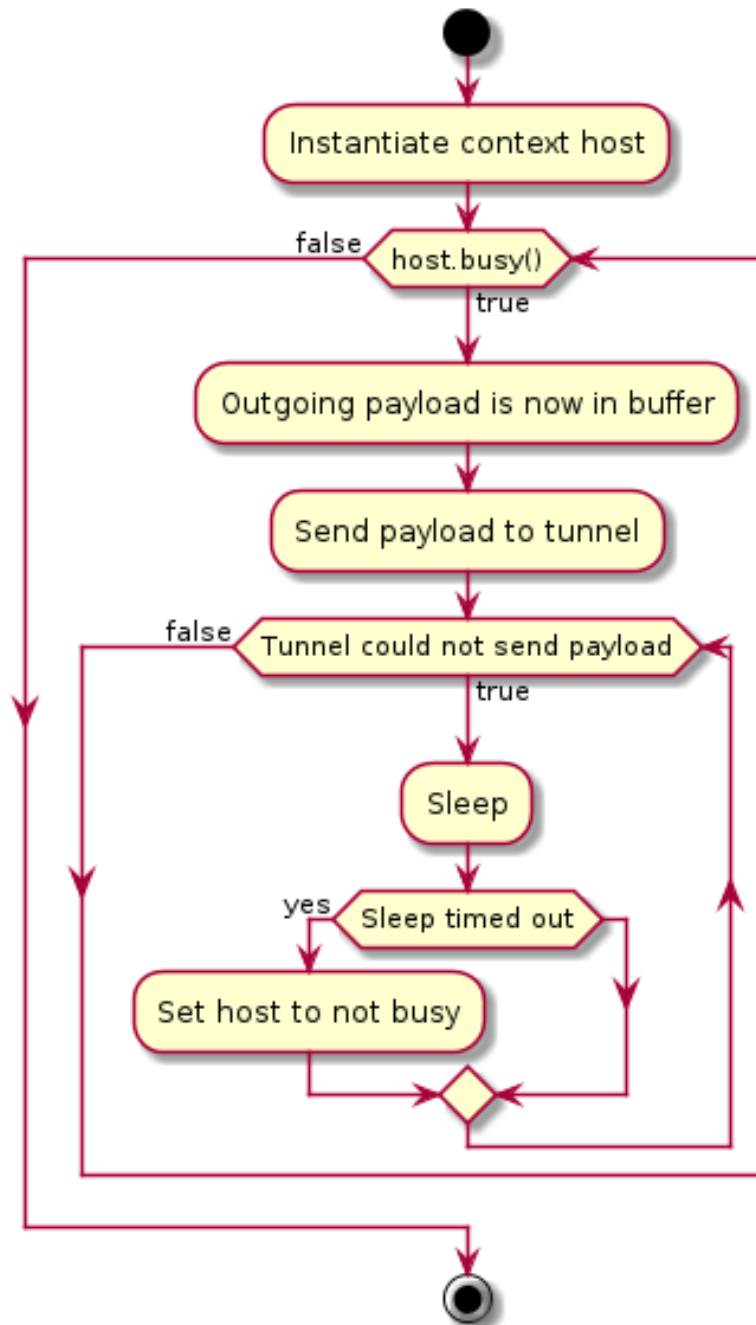 Instantiate context host
false
host.busy()
true
Outgoing payload is now in buffer
Send payload to tunnel
false
Tunnel could not send payload
true
Sleep
yes
Sleep timed out
Set host to not busy